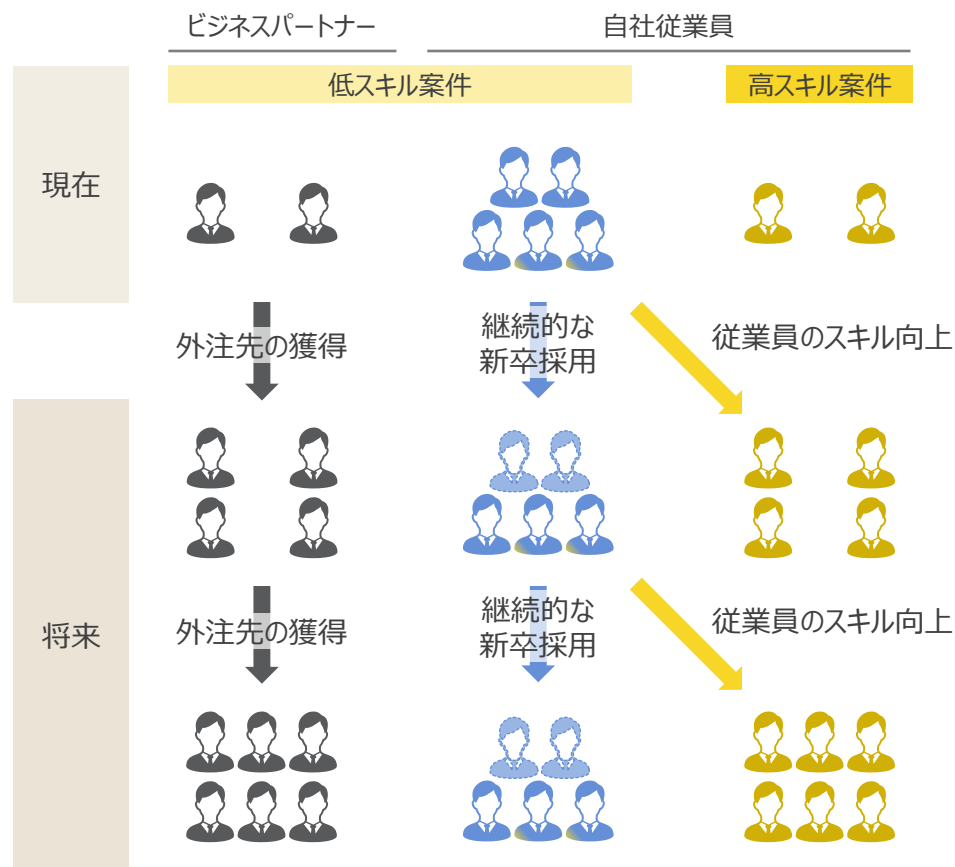 ビジネスパートナー
自社従業員
低スキル案件
高スキル案件
現在
外注先の獲得
継続的な
新卒採用
従業員のスキル向上
将来
外注先の獲得
継続的な
新卒採用
従業員のスキル向上